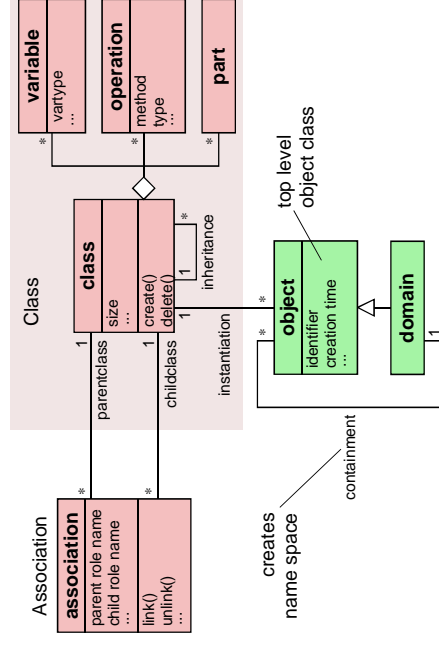 Class
variable
vartype
...
operation
method
type
...
part
*
*
*
class
size
...
create()
delete()
1
*
inheritance
1
1
1
parentclass
childclass
instantiation
Association
association
parent role name
child role name
...
link()
unlink()
...
*
*
top level
object class
*
*
object
identifier
creation time
...
domain
1
containment
creates
name space